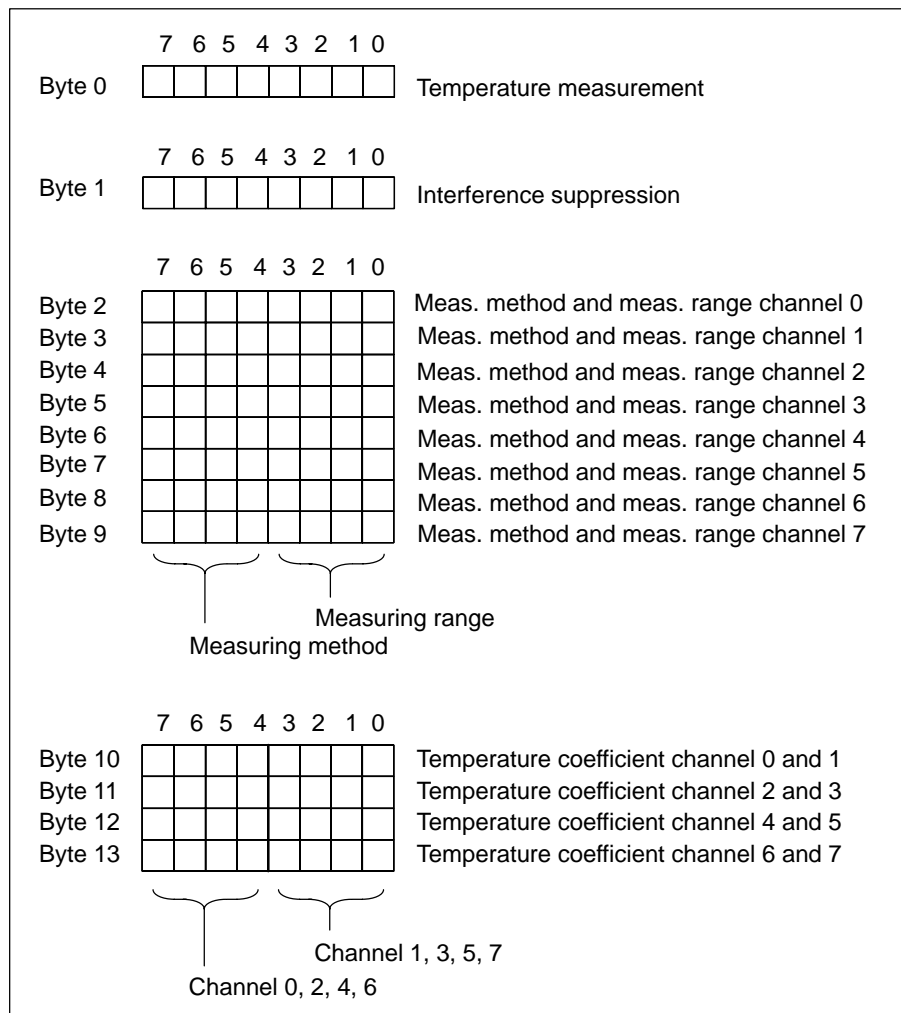 7 6 5 4 3 2 1 0
Byte 0 Temperature measurement
7 6 5 4 3 2 1 0
Byte 1 Interference suppression
7 6 5 4 3 2 1 0
Byte 2 Meas. method and meas. range channel 0
Byte 3 Meas. method and meas. range channel 1
Byte 4 Meas. method and meas. range channel 2
Byte 5 Meas. method and meas. range channel 3
Byte 6 Meas. method and meas. range channel 4
Byte 7 Meas. method and meas. range channel 5
Byte 8 Meas. method and meas. range channel 6
Byte 9 Meas. method and meas. range channel 7
Measuring range
Measuring method
7 6 5 4 3 2 1 0
Byte 10 Temperature coefficient channel 0 and 1
Byte 11 Temperature coefficient channel 2 and 3
Byte 12 Temperature coefficient channel 4 and 5
Byte 13 Temperature coefficient channel 6 and 7
Channel 1, 3, 5, 7
Channel 0, 2, 4, 6